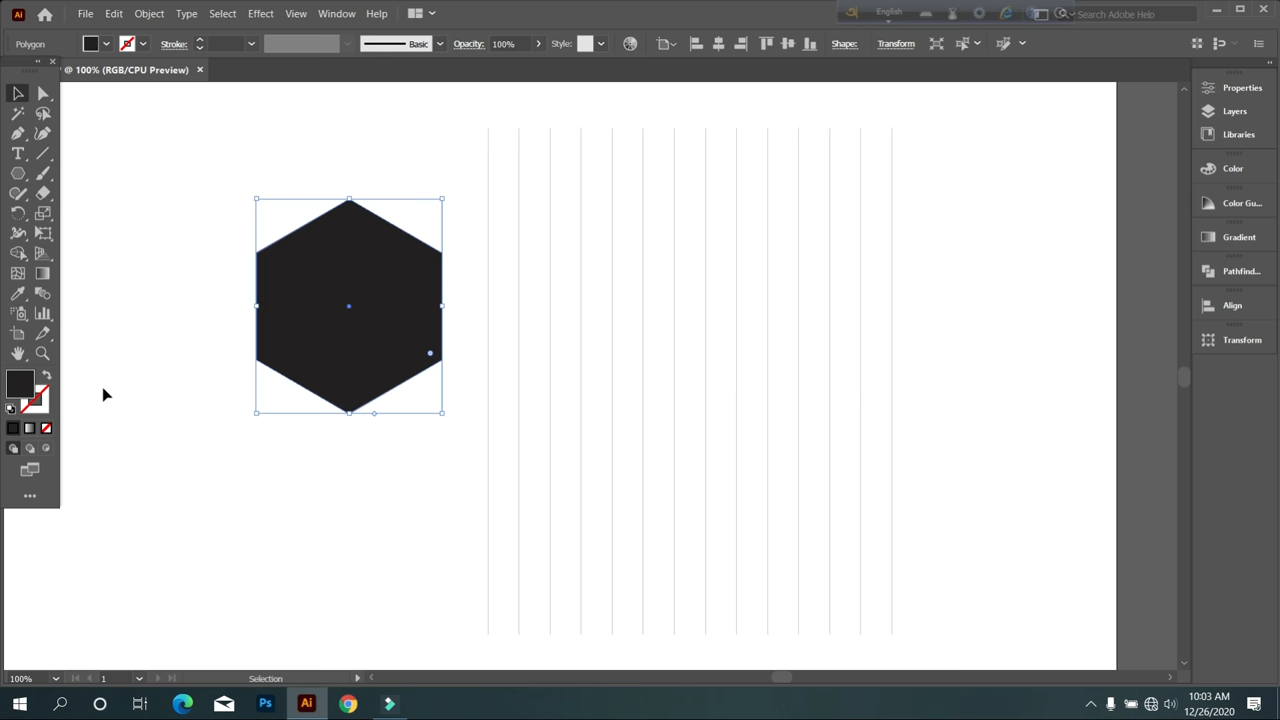 Ai File Edit Object Type Select Effect View Window Help English Search Adobe Help
Polygon Stroke: Basic Opacity: 100% Style: Shape: Transform
@ 100% (RGB/CPU Preview) ×
Properties
Layers
Libraries
Color
Color Gu...
Gradient
Pathfind...
Align
Transform
100% 1 Selection
Ps Ai
10:03 AM
12/26/2020